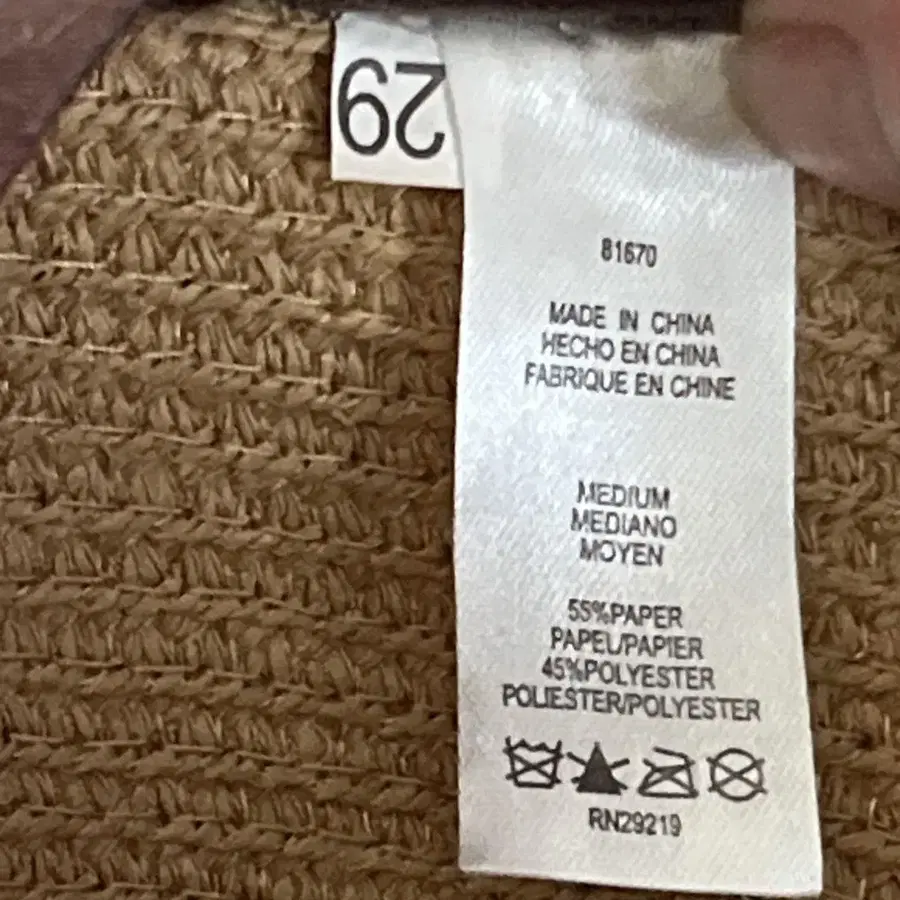 29
81670
MADE IN CHINA
HECHO EN CHINA
FABRIQUE EN CHINE
MEDIUM
MEDIANO
MOYEN
55%PAPER
PAPEL/PAPIER
45%POLYESTER
POLIESTER/POLYESTER
RN29219